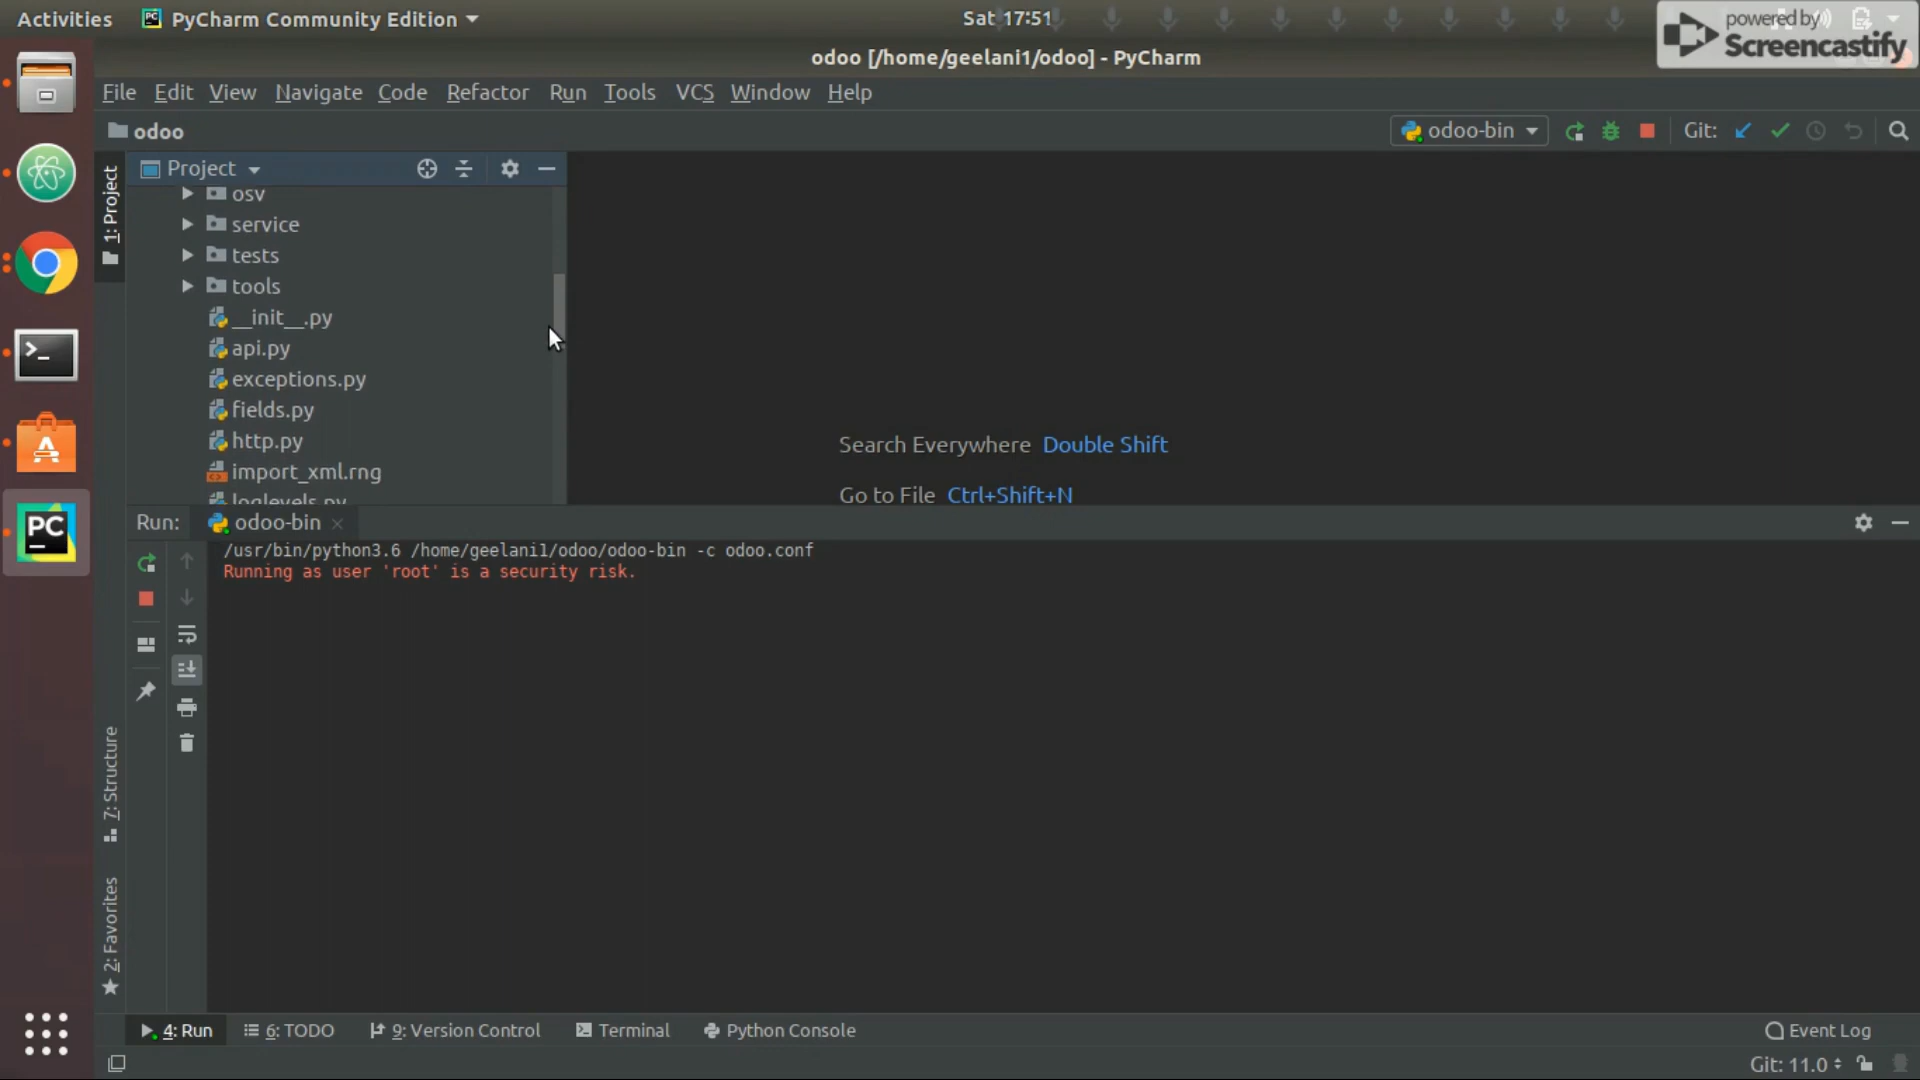 Activities PyCharm Community Edition Sat 17:51
powered by
Screencastify
odoo [/home/geelani1/odoo] - PyCharm
File Edit View Navigate Code Refactor Run Tools VCS Window Help
odoo odoo-bin Git:
1: Project
Project
osv
service
tests
tools
__init__.py
api.py
exceptions.py
fields.py
http.py
import_xml.rng
loglevels.py
Search Everywhere Double Shift
Go to File Ctrl+Shift+N
PC
Run: odoo-bin
/usr/bin/python3.6 /home/geelani1/odoo/odoo-bin -c odoo.conf
Running as user 'root' is a security risk.
7: Structure
2: Favorites
4: Run 6: TODO 9: Version Control Terminal Python Console Event Log
Git: 11.0